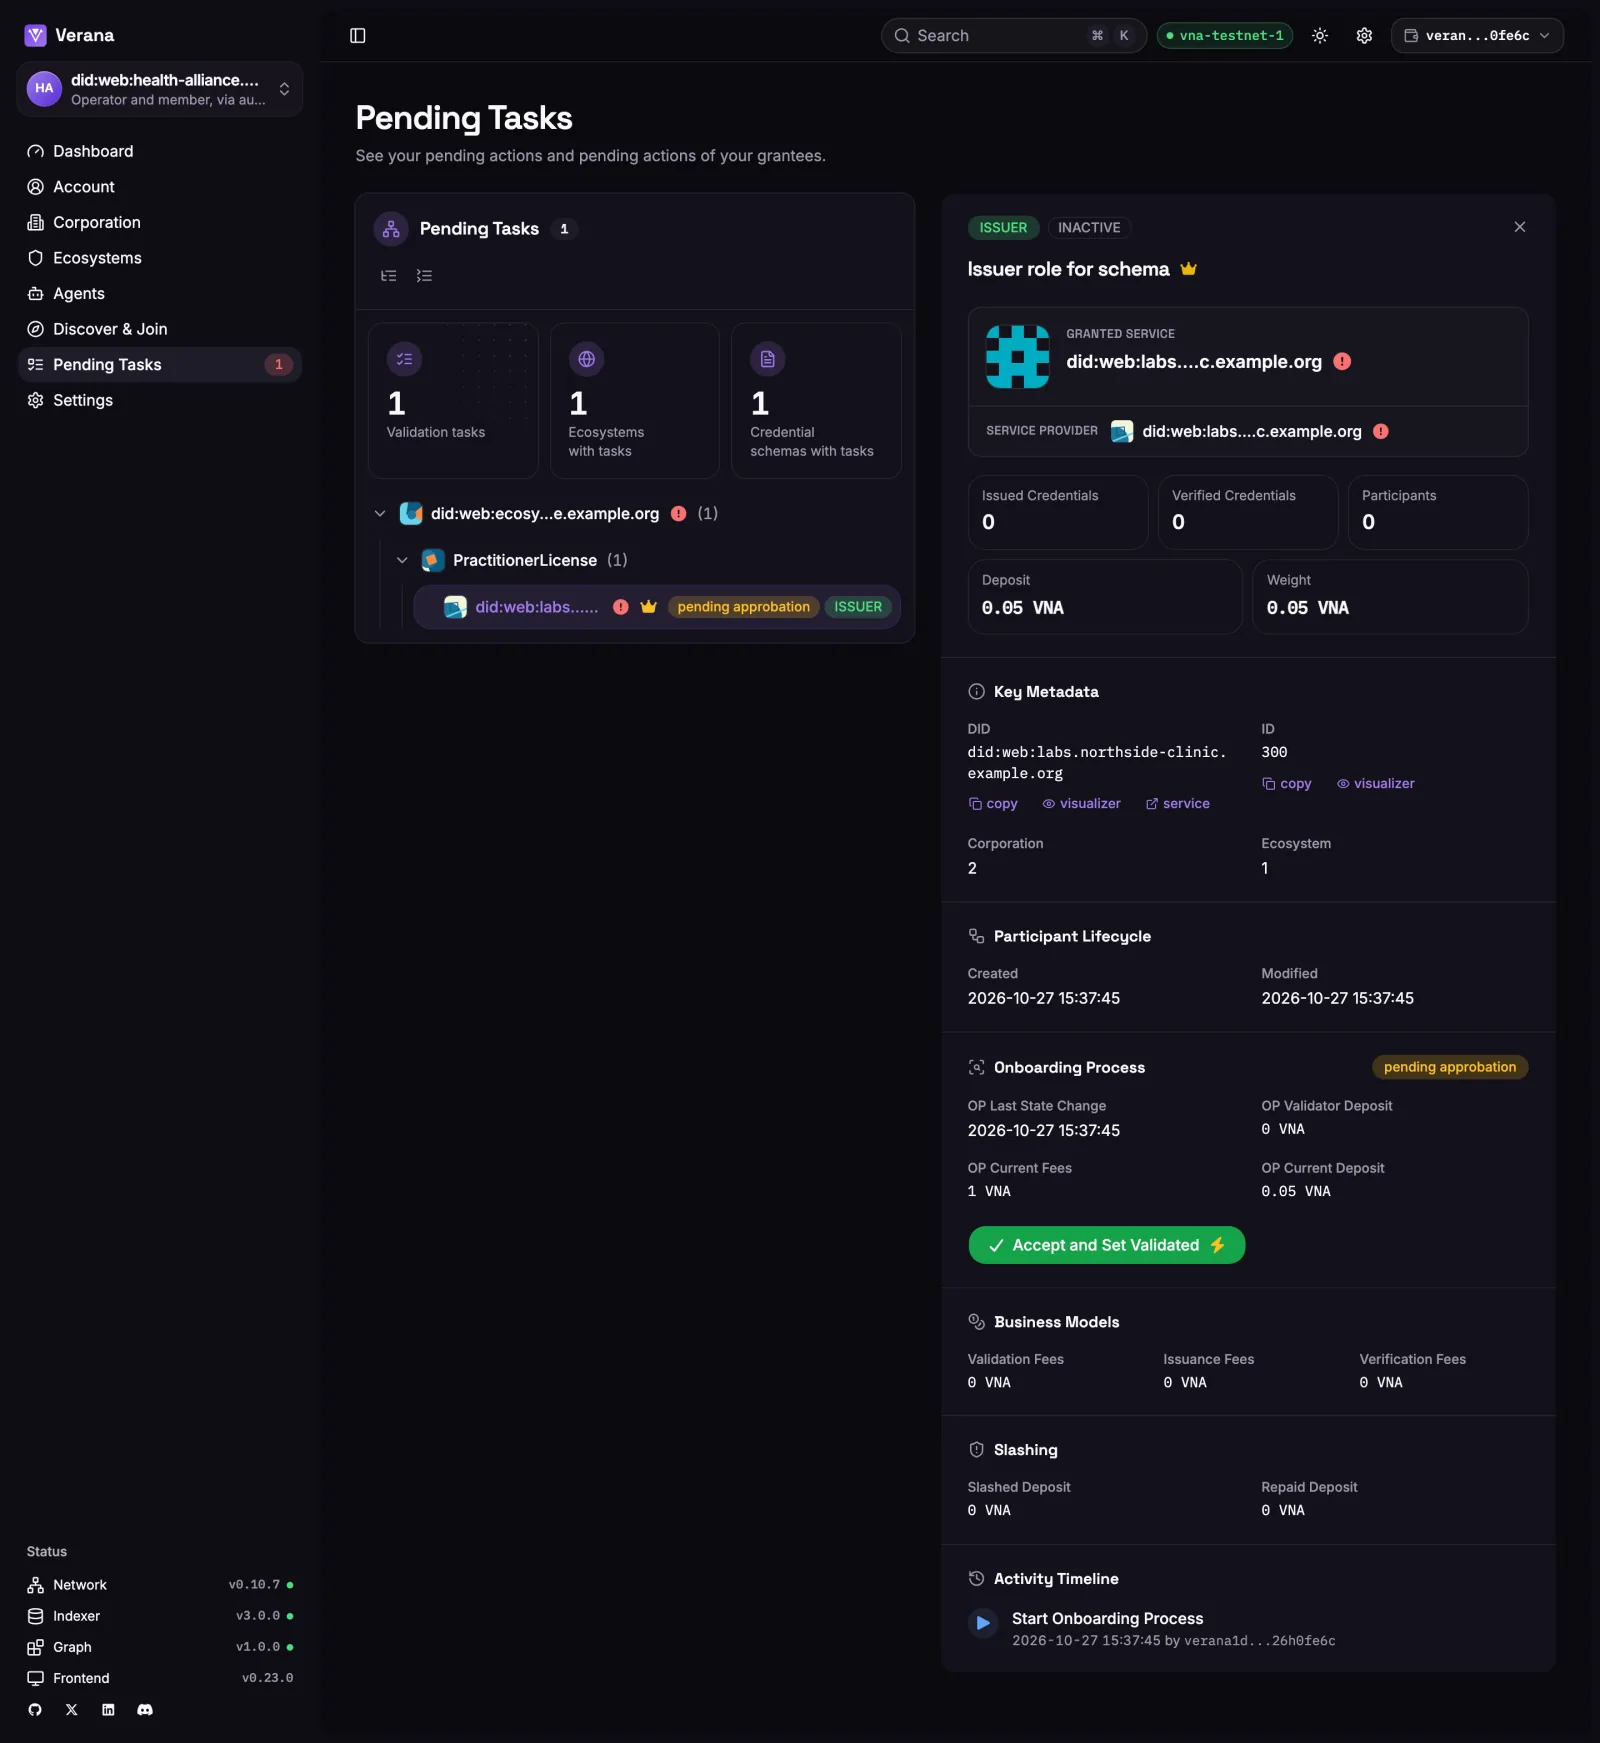 Verana
HA
did:web:health-alliance....
Operator and member, via au...
Dashboard
Account
Corporation
Ecosystems
Agents
Discover & Join
Pending Tasks
1
Settings
Status
Network v0.10.7
Indexer v3.0.0
Graph v1.0.0
Frontend v0.23.0
Search ⌘ K
vna-testnet-1
veran...0fe6c
Pending Tasks
See your pending actions and pending actions of your grantees.
Pending Tasks 1
1
Validation tasks
1
Ecosystems
with tasks
1
Credential
schemas with tasks
did:web:ecosy...e.example.org (1)
PractitionerLicense (1)
did:web:labs...... pending approbation ISSUER
ISSUER INACTIVE
Issuer role for schema
GRANTED SERVICE
did:web:labs....c.example.org
SERVICE PROVIDER did:web:labs....c.example.org
Issued Credentials
0
Verified Credentials
0
Participants
0
Deposit
0.05 VNA
Weight
0.05 VNA
Key Metadata
DID
did:web:labs.northside-clinic.
example.org
copy visualizer service
ID
300
copy visualizer
Corporation
2
Ecosystem
1
Participant Lifecycle
Created
2026-10-27 15:37:45
Modified
2026-10-27 15:37:45
Onboarding Process pending approbation
OP Last State Change
2026-10-27 15:37:45
OP Validator Deposit
0 VNA
OP Current Fees
1 VNA
OP Current Deposit
0.05 VNA
Accept and Set Validated
Business Models
Validation Fees
0 VNA
Issuance Fees
0 VNA
Verification Fees
0 VNA
Slashing
Slashed Deposit
0 VNA
Repaid Deposit
0 VNA
Activity Timeline
Start Onboarding Process
2026-10-27 15:37:45 by verana1d...26h0fe6c